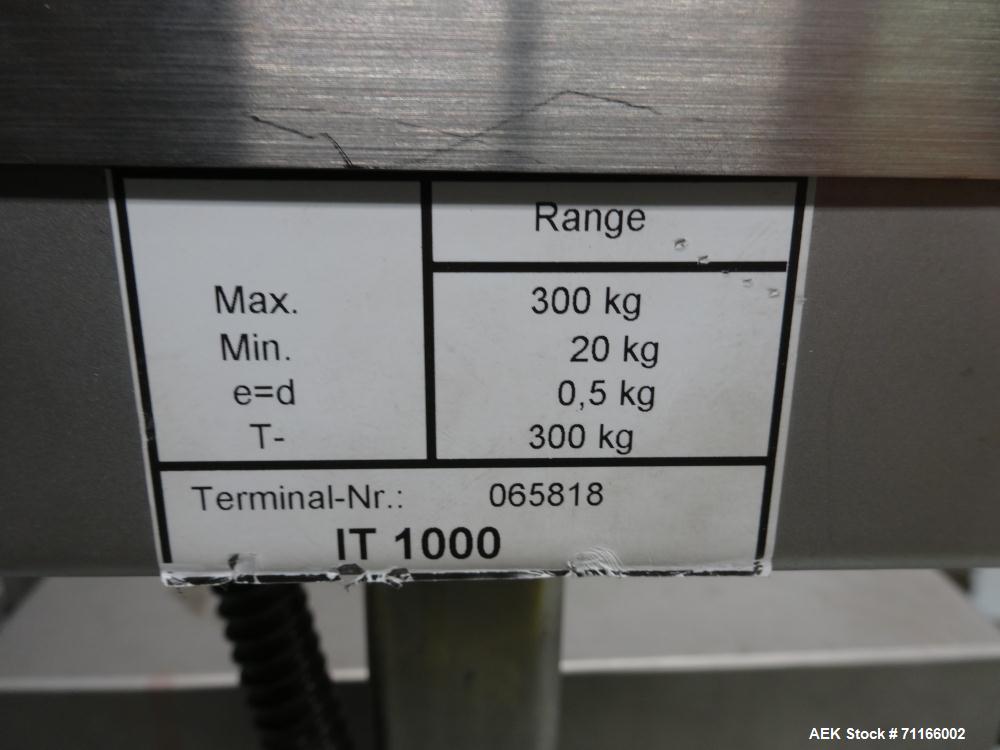 Range
Max. 300 kg
Min. 20 kg
e=d 0,5 kg
T- 300 kg
Terminal-Nr.: 065818
IT 1000
AEK Stock #71166002